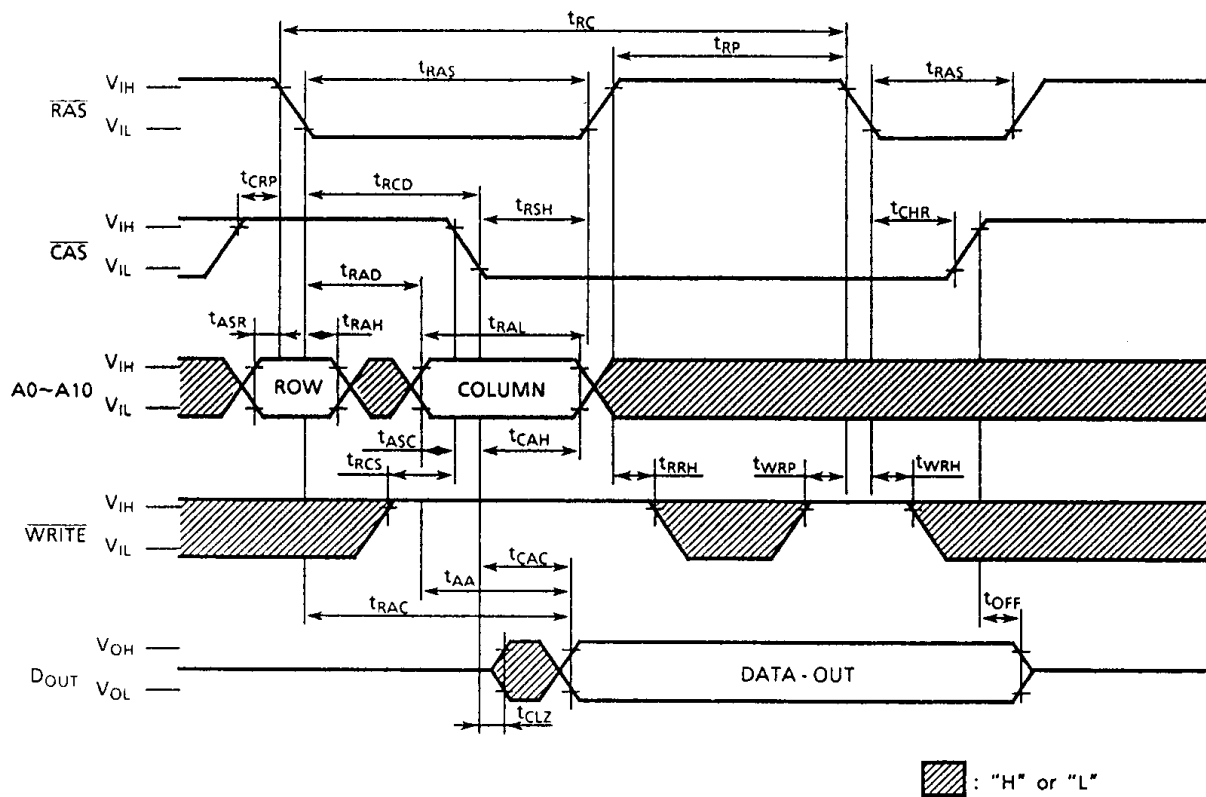 tRC
tRP
tRAS
tRAS
VIH
RAS
VIL
tCRP
tRCD
tRSH
tCHR
VIH
CAS
VIL
tRAD
tASR
tRAH
tRAL
VIH
A0~A10
ROW
COLUMN
VIL
tASC
tCAH
tRCS
tRRH
tWRP
tWRH
VIH
WRITE
VIL
tCAC
tAA
tRAC
tOFF
VOH
DOUT
DATA - OUT
VOL
tCLZ
: "H" or "L"